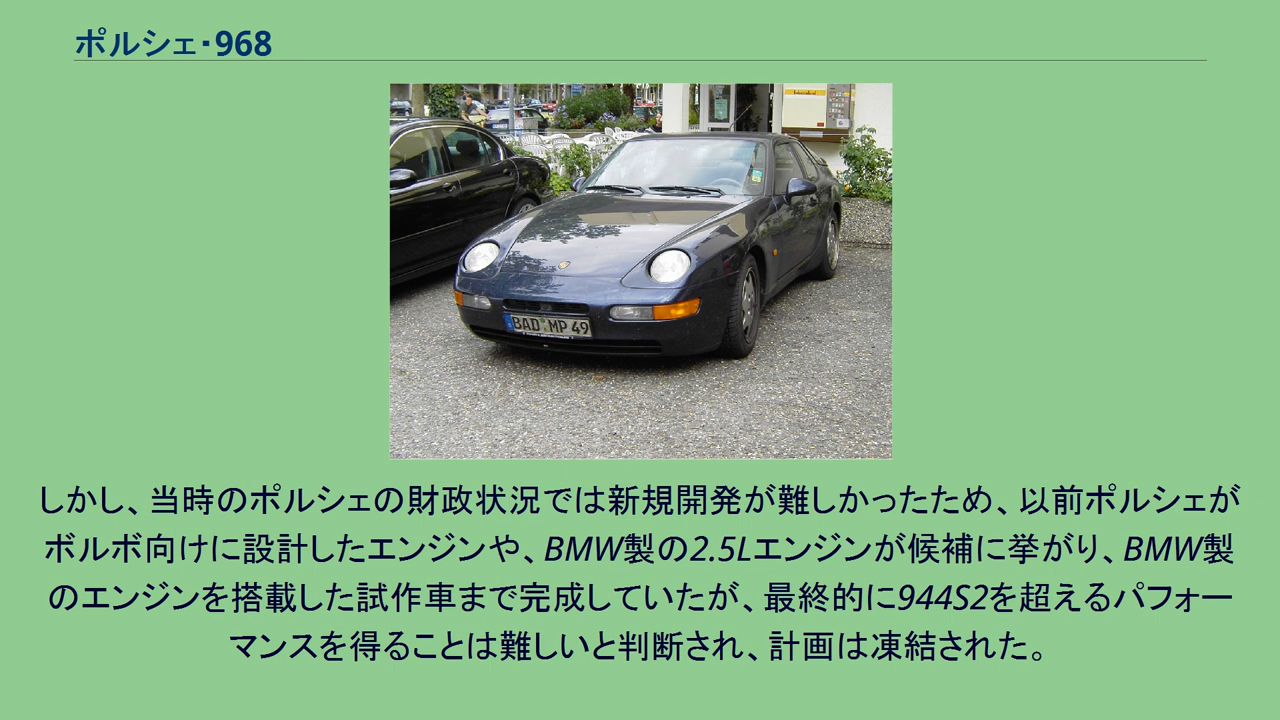 ポルシェ・968
BAD MP 49
しかし、当時のポルシェの財政状況では新規開発が難しかったため、以前ポルシェが
ボルボ向けに設計したエンジンや、BMW製の2.5Lエンジンが候補に挙がり、BMW製
のエンジンを搭載した試作車まで完成していたが、最終的に944S2を超えるパフォー
マンスを得ることは難しいと判断され、計画は凍結された。